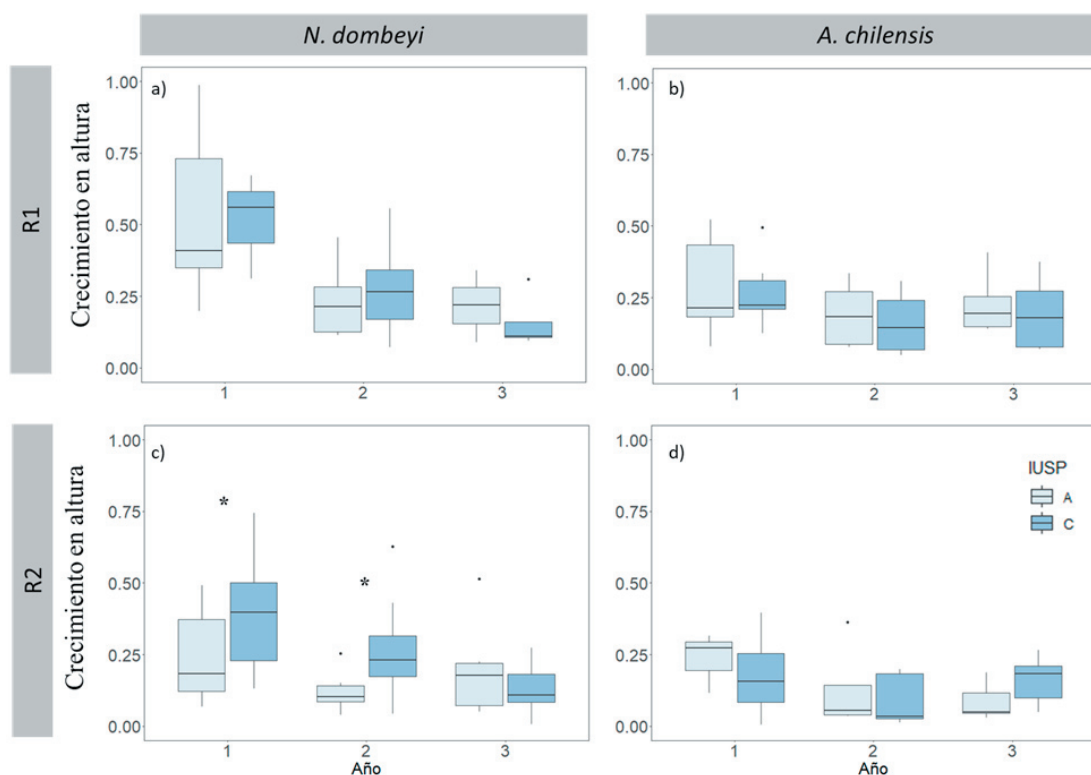 N. dombeyi
A. chilensis
R1
Crecimiento en altura
a)
1.00
0.75
0.50
0.25
0.00
1
2
3
b)
1.00
0.75
0.50
0.25
0.00
1
2
3
R2
Crecimiento en altura
c)
1.00
0.75
0.50
0.25
0.00
*
*
1
2
3
Año
d)
1.00
0.75
0.50
0.25
0.00
IUSP
A
C
1
2
3
Año